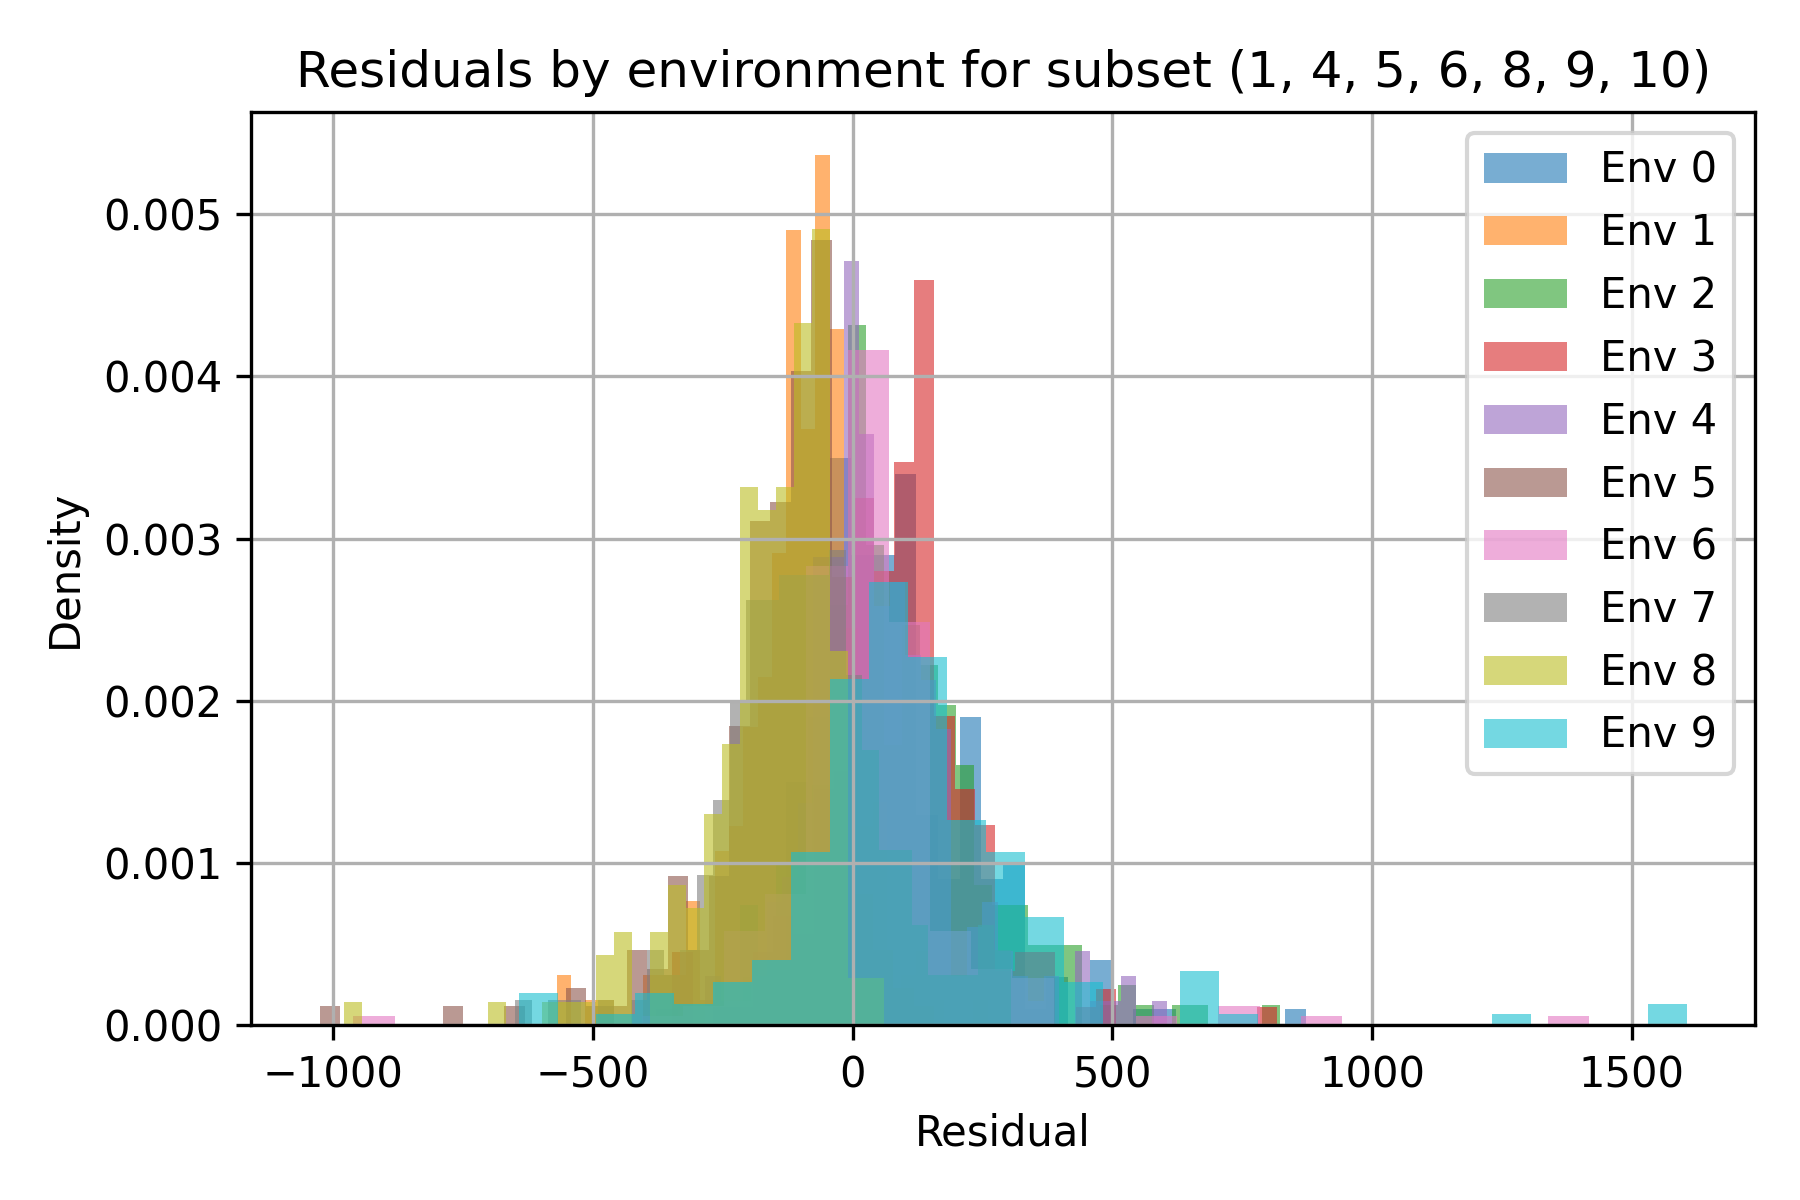 Residuals by environment for subset (1, 4, 5, 6, 8, 9, 10)
Env 0
Env 1
Env 2
Env 3
Env 4
Env 5
Env 6
Env 7
Env 8
Env 9
0.005
0.004
0.003
0.002
0.001
0.000
Density
−1000
−500
0
500
1000
1500
Residual